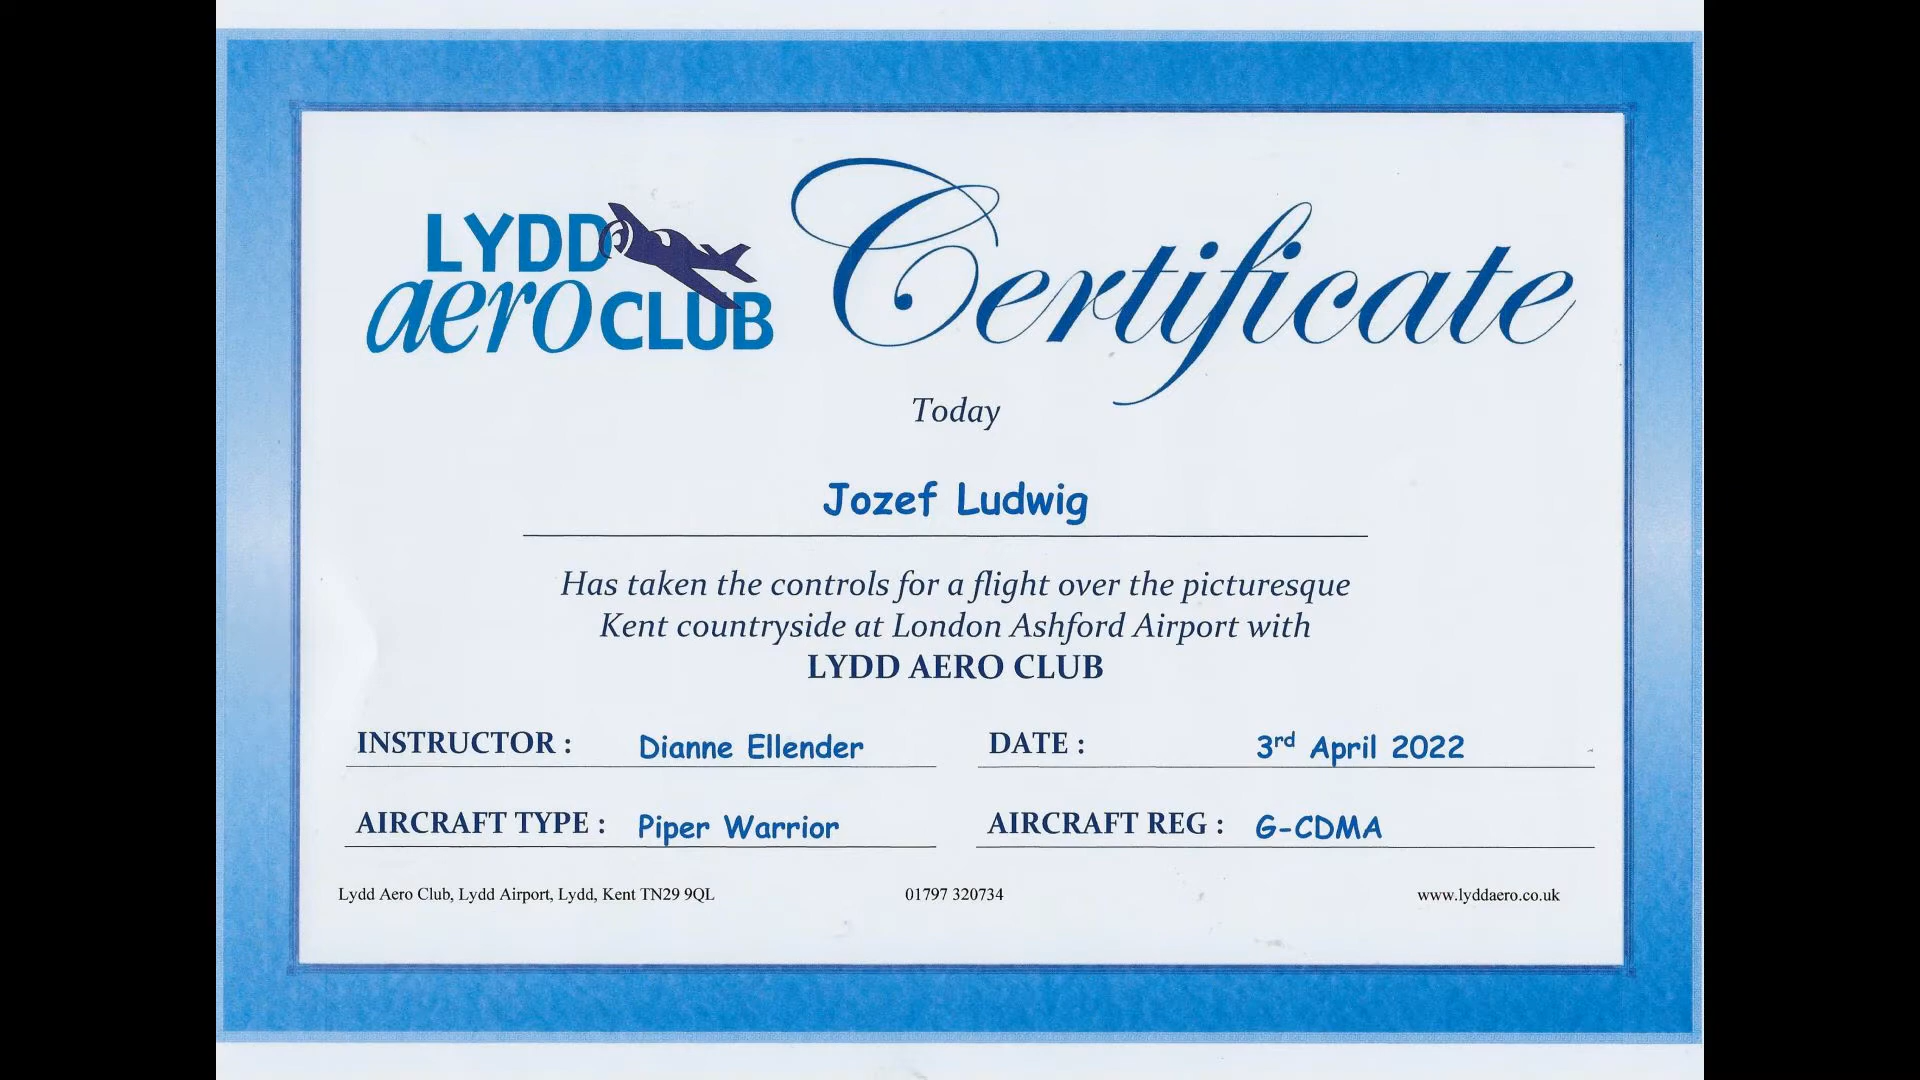 LYDD
aero CLUB
Certificate
Today
Jozef Ludwig
Has taken the controls for a flight over the picturesque
Kent countryside at London Ashford Airport with
LYDD AERO CLUB
INSTRUCTOR : Dianne Ellender
DATE : 3rd April 2022
AIRCRAFT TYPE : Piper Warrior
AIRCRAFT REG : G-CDMA
Lydd Aero Club, Lydd Airport, Lydd, Kent TN29 9QL
01797 320734
www.lyddaero.co.uk